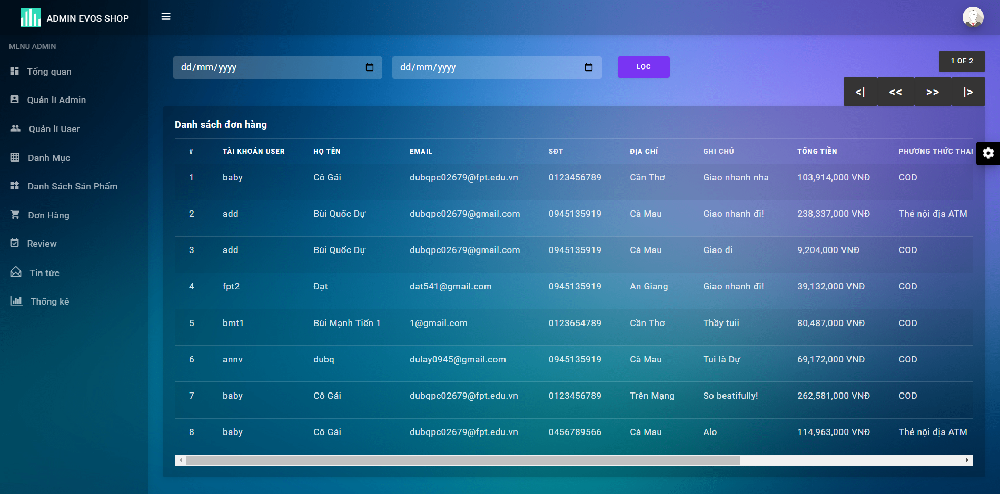 ADMIN EVOS SHOP
MENU ADMIN
Tổng quan
Quản lí Admin
Quản lí User
Danh Mục
Danh Sách Sản Phẩm
Đơn Hàng
Review
Tin tức
Thống kê
dd/mm/yyyy dd/mm/yyyy LỌC 1 OF 2
<| << >> |>
Danh sách đơn hàng
# TÀI KHOẢN USER HỌ TÊN EMAIL SĐT ĐỊA CHỈ GHI CHÚ TỔNG TIỀN PHƯƠNG THỨC THAN
1 baby Cô Gái dubqpc02679@fpt.edu.vn 0123456789 Cần Thơ Giao nhanh nha 103,914,000 VNĐ COD
2 add Bùi Quốc Dự dubqpc02679@gmail.com 0945135919 Cà Mau Giao nhanh đi! 238,337,000 VNĐ Thẻ nội địa ATM
3 add Bùi Quốc Dự dubqpc02679@gmail.com 0945135919 Cà Mau Giao đi 9,204,000 VNĐ COD
4 fpt2 Đạt dat541@gmail.com 0945135919 An Giang Giao nhanh đi! 39,132,000 VNĐ COD
5 bmt1 Bùi Mạnh Tiến 1 1@gmail.com 0123654789 Cần Thơ Thầy tuii 80,487,000 VNĐ COD
6 annv dubq dulay0945@gmail.com 0945135919 Cà Mau Tui là Dự 69,172,000 VNĐ COD
7 baby Cô Gái dubqpc02679@fpt.edu.vn 0123456789 Trên Mạng So beatifully! 262,581,000 VNĐ COD
8 baby Cô Gái dubqpc02679@fpt.edu.vn 0456789566 Cà Mau Alo 114,963,000 VNĐ Thẻ nội địa ATM